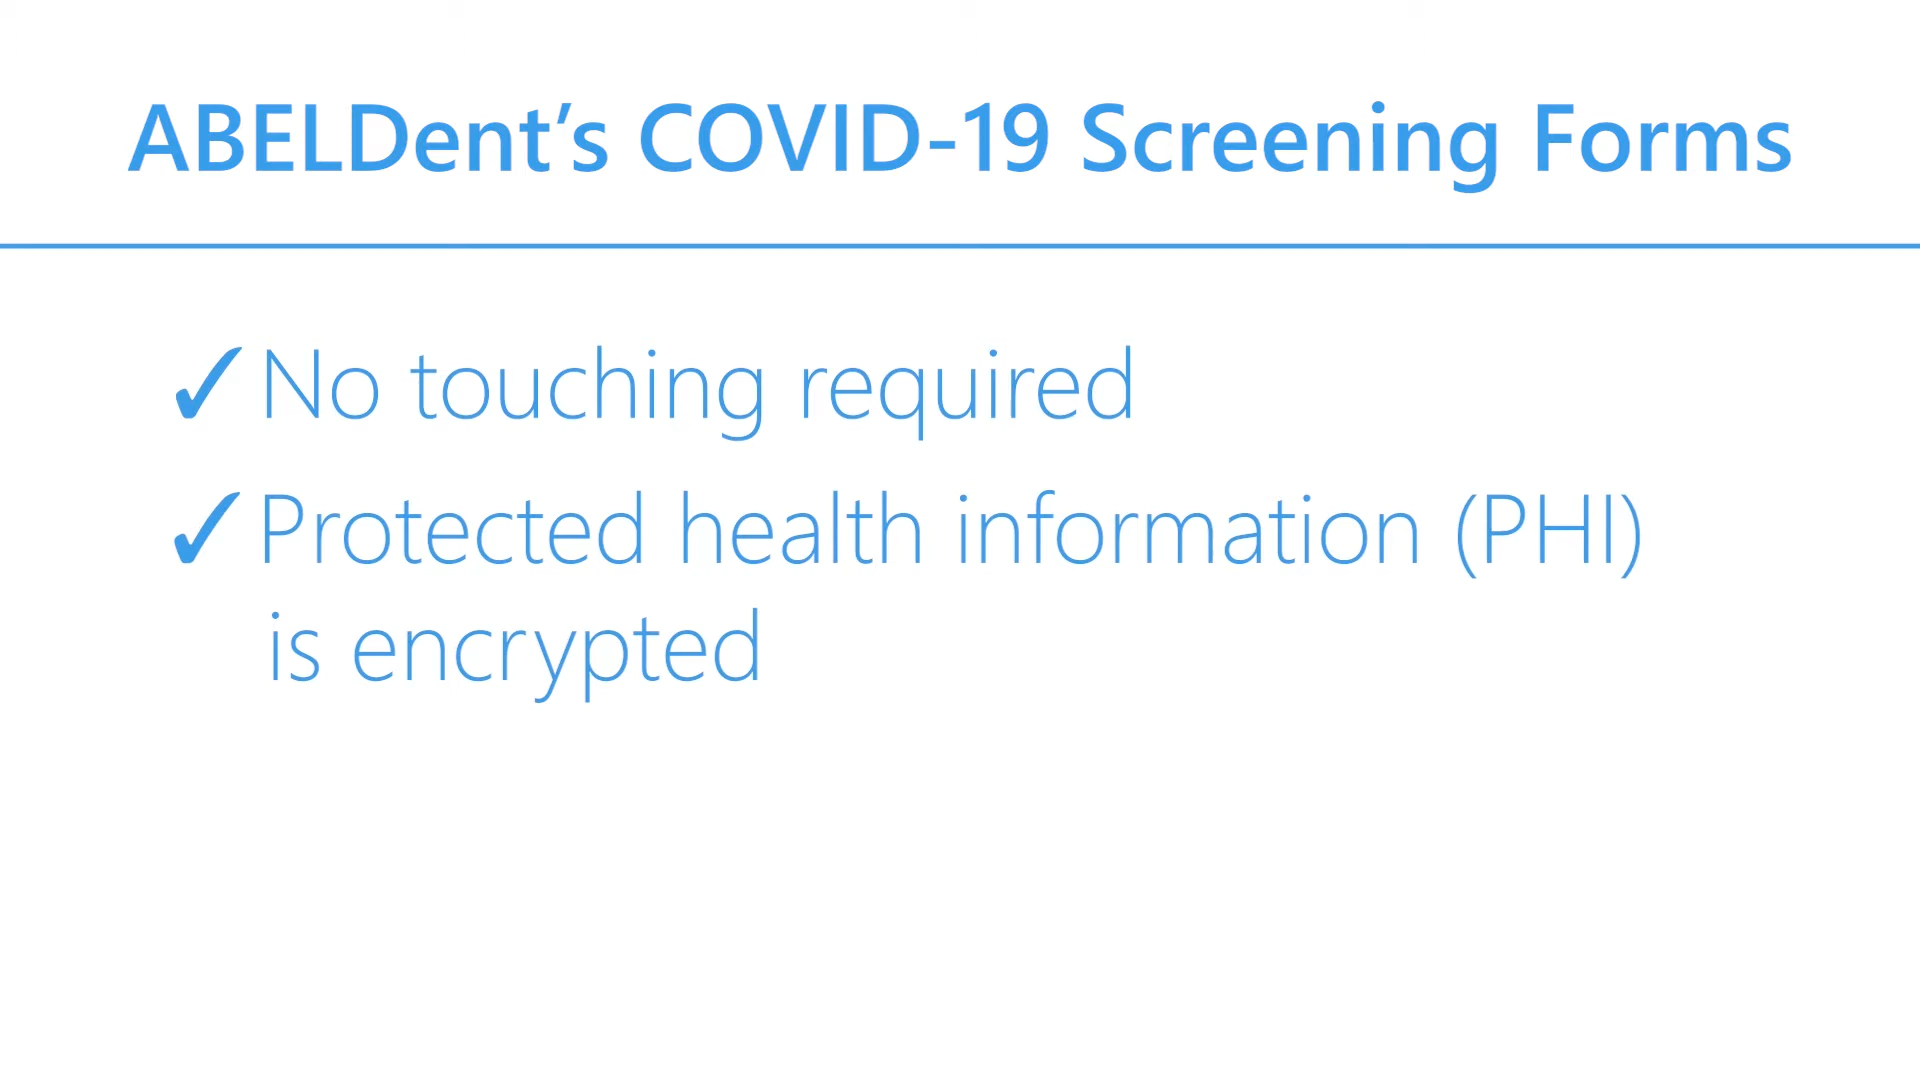 ABELDent’s COVID-19 Screening Forms
✓ No touching required
✓ Protected health information (PHI)
is encrypted